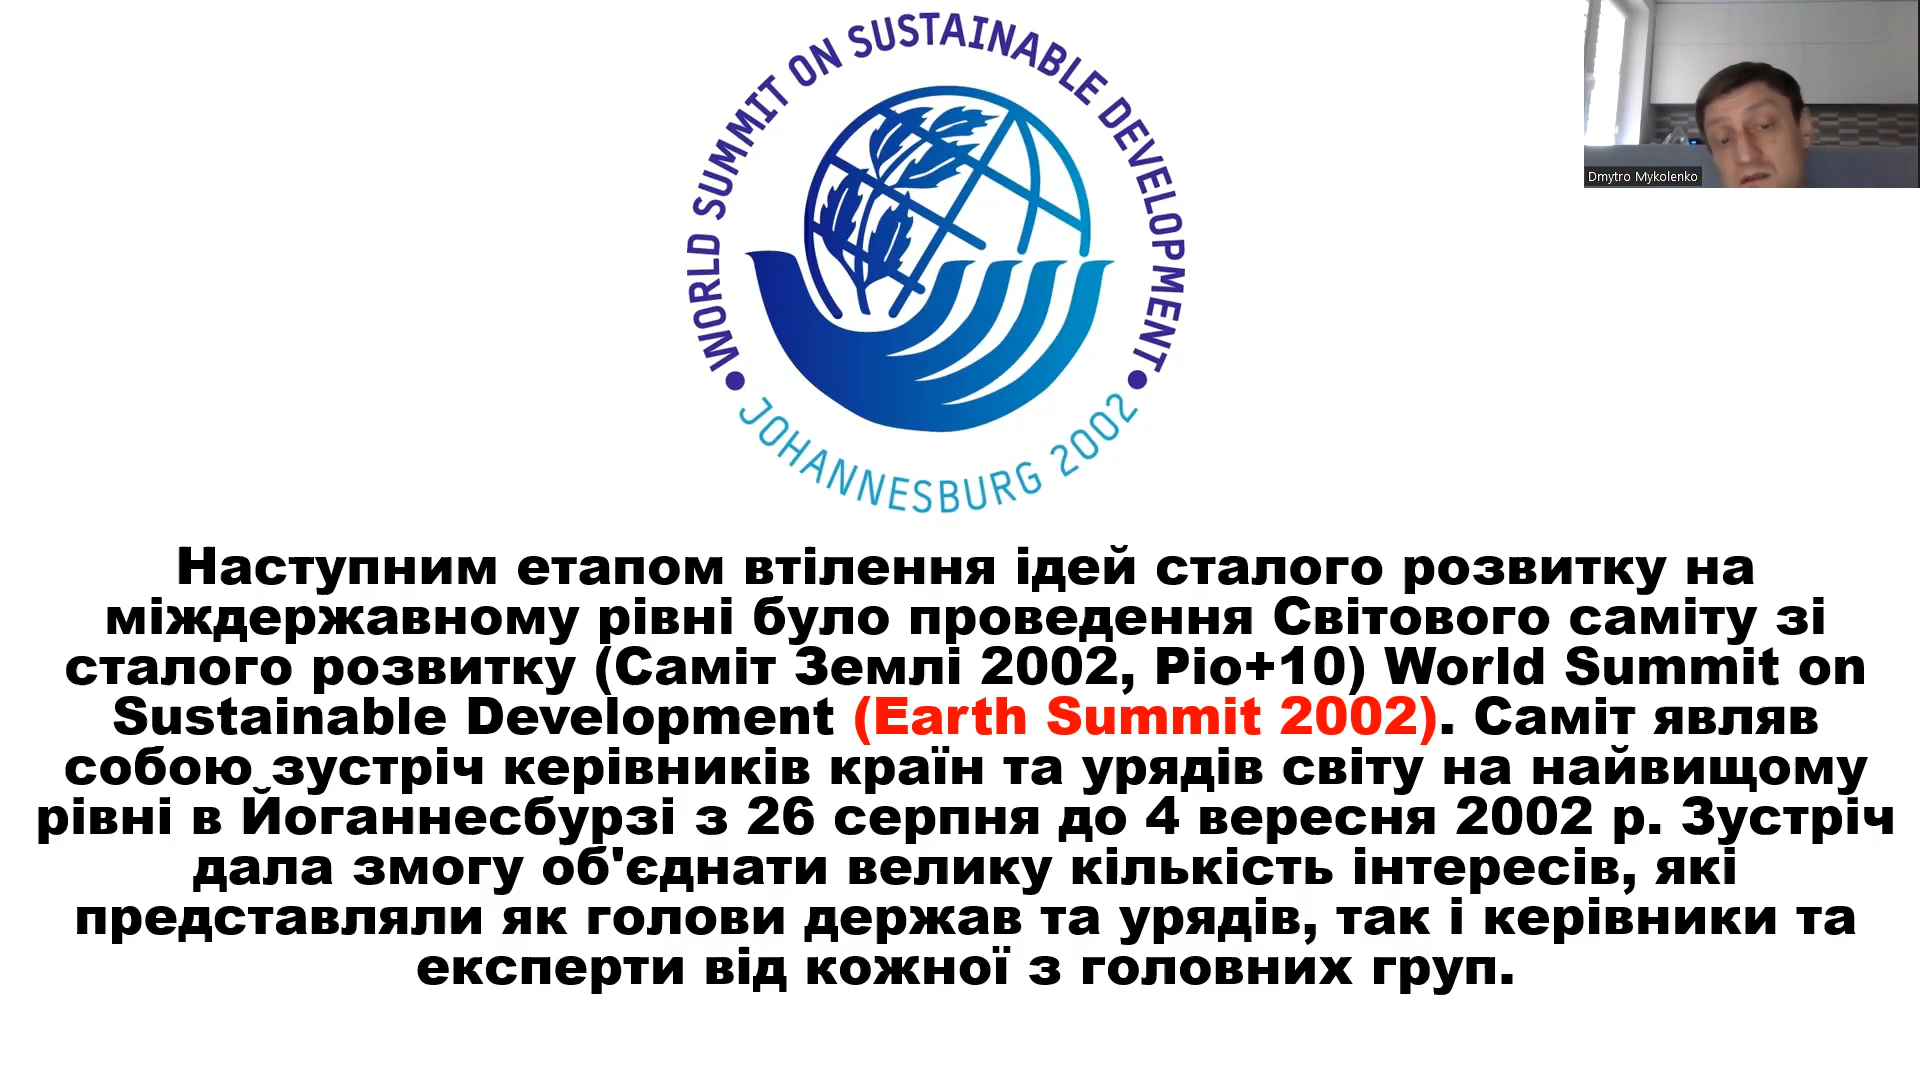 • WORLD SUMMIT ON SUSTAINABLE DEVELOPMENT •
JOHANNESBURG 2002
Dmytro Mykolenko
Наступним етапом втілення ідей сталого розвитку на
міждержавному рівні було проведення Світового саміту зі
сталого розвитку (Саміт Землі 2002, Ріо+10) World Summit on
Sustainable Development (Earth Summit 2002). Саміт являв
собою зустріч керівників країн та урядів світу на найвищому
рівні в Йоганнесбурзі з 26 серпня до 4 вересня 2002 р. Зустріч
дала змогу об'єднати велику кількість інтересів, які
представляли як голови держав та урядів, так і керівники та
експерти від кожної з головних груп.